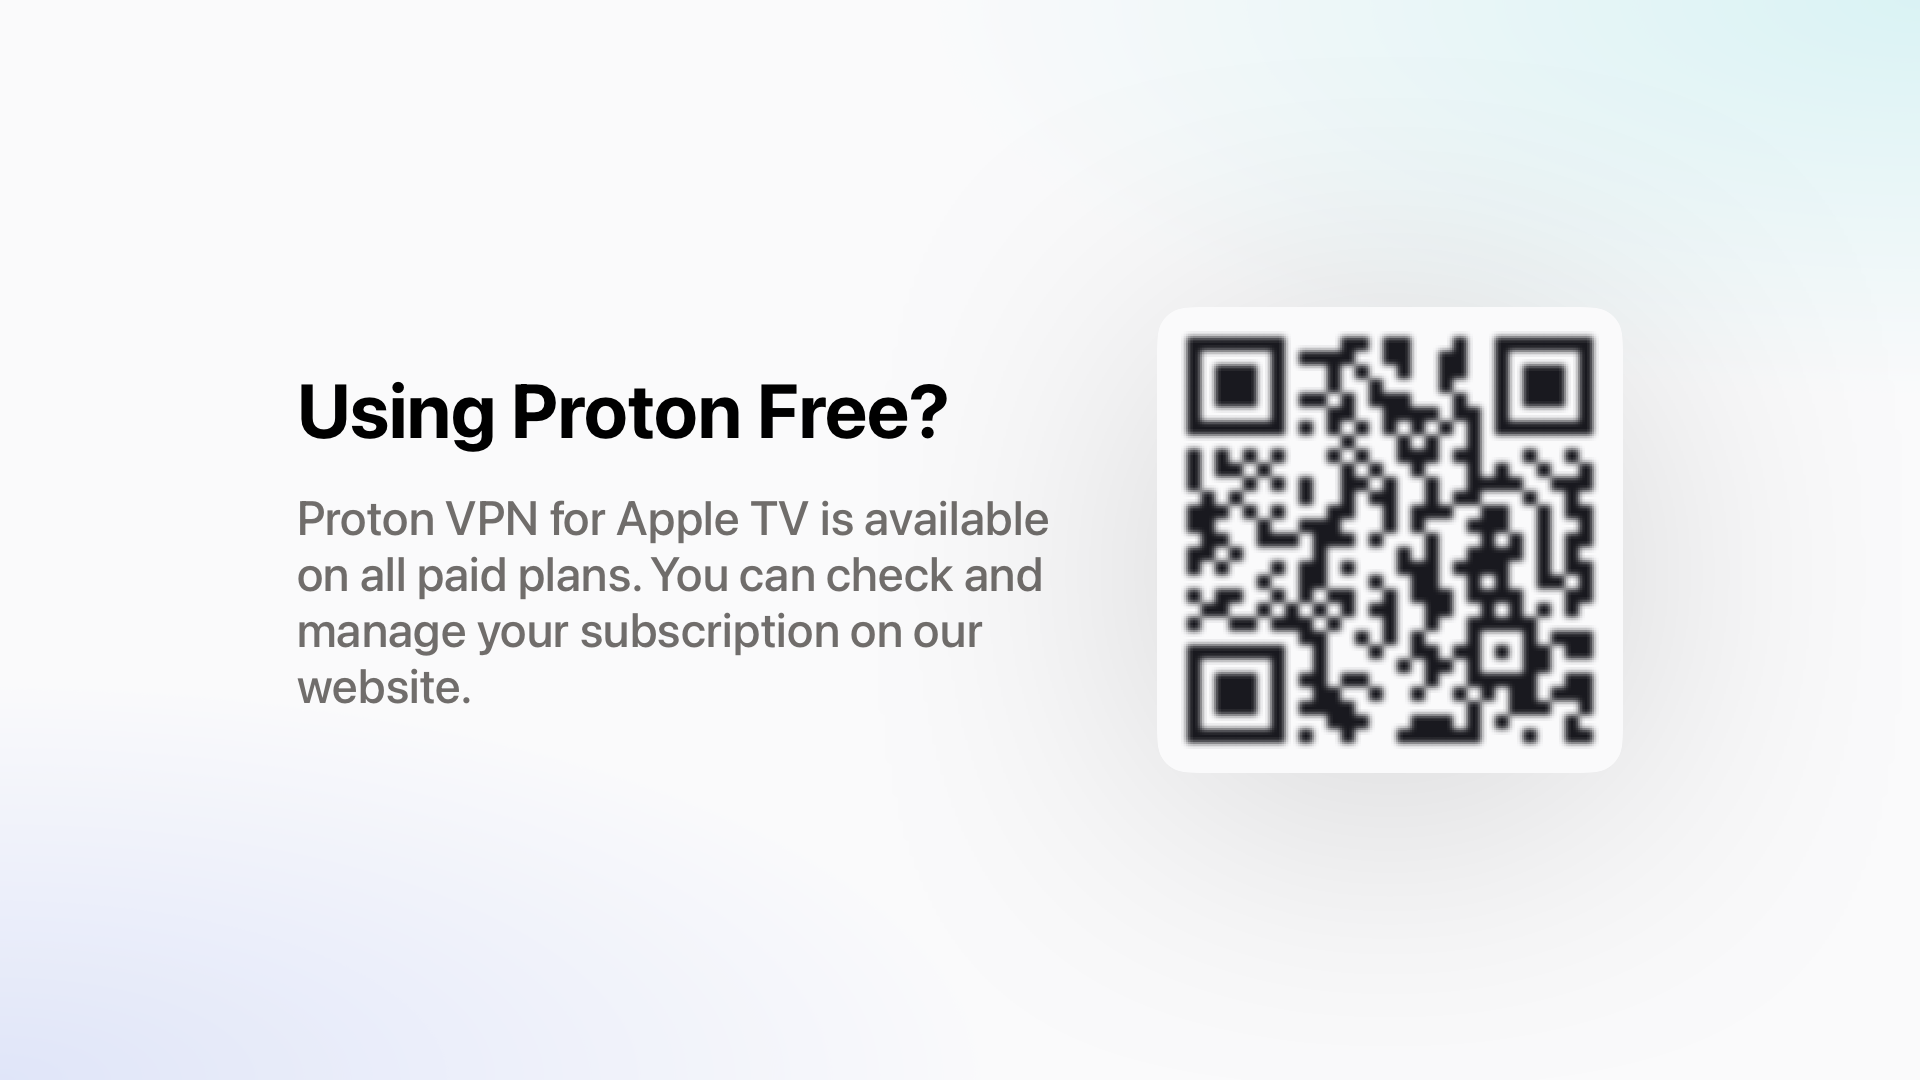 Using Proton Free?
Proton VPN for Apple TV is available
on all paid plans. You can check and
manage your subscription on our
website.